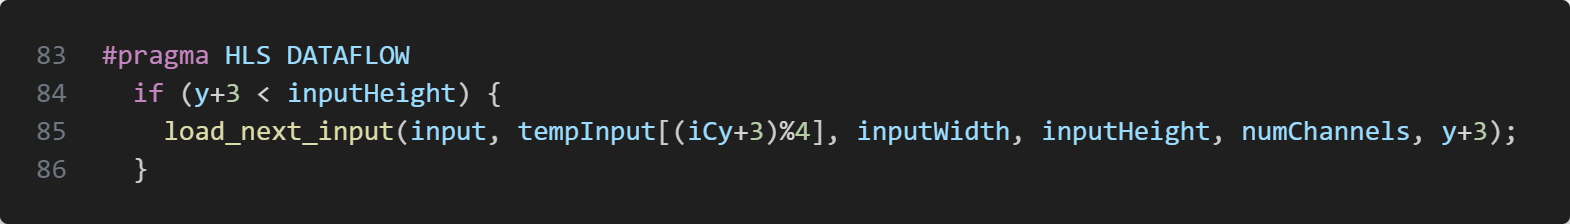 83 #pragma HLS DATAFLOW
84 if (y+3 < inputHeight) {
85 load_next_input(input, tempInput[(iCy+3)%4], inputWidth, inputHeight, numChannels, y+3);
86 }